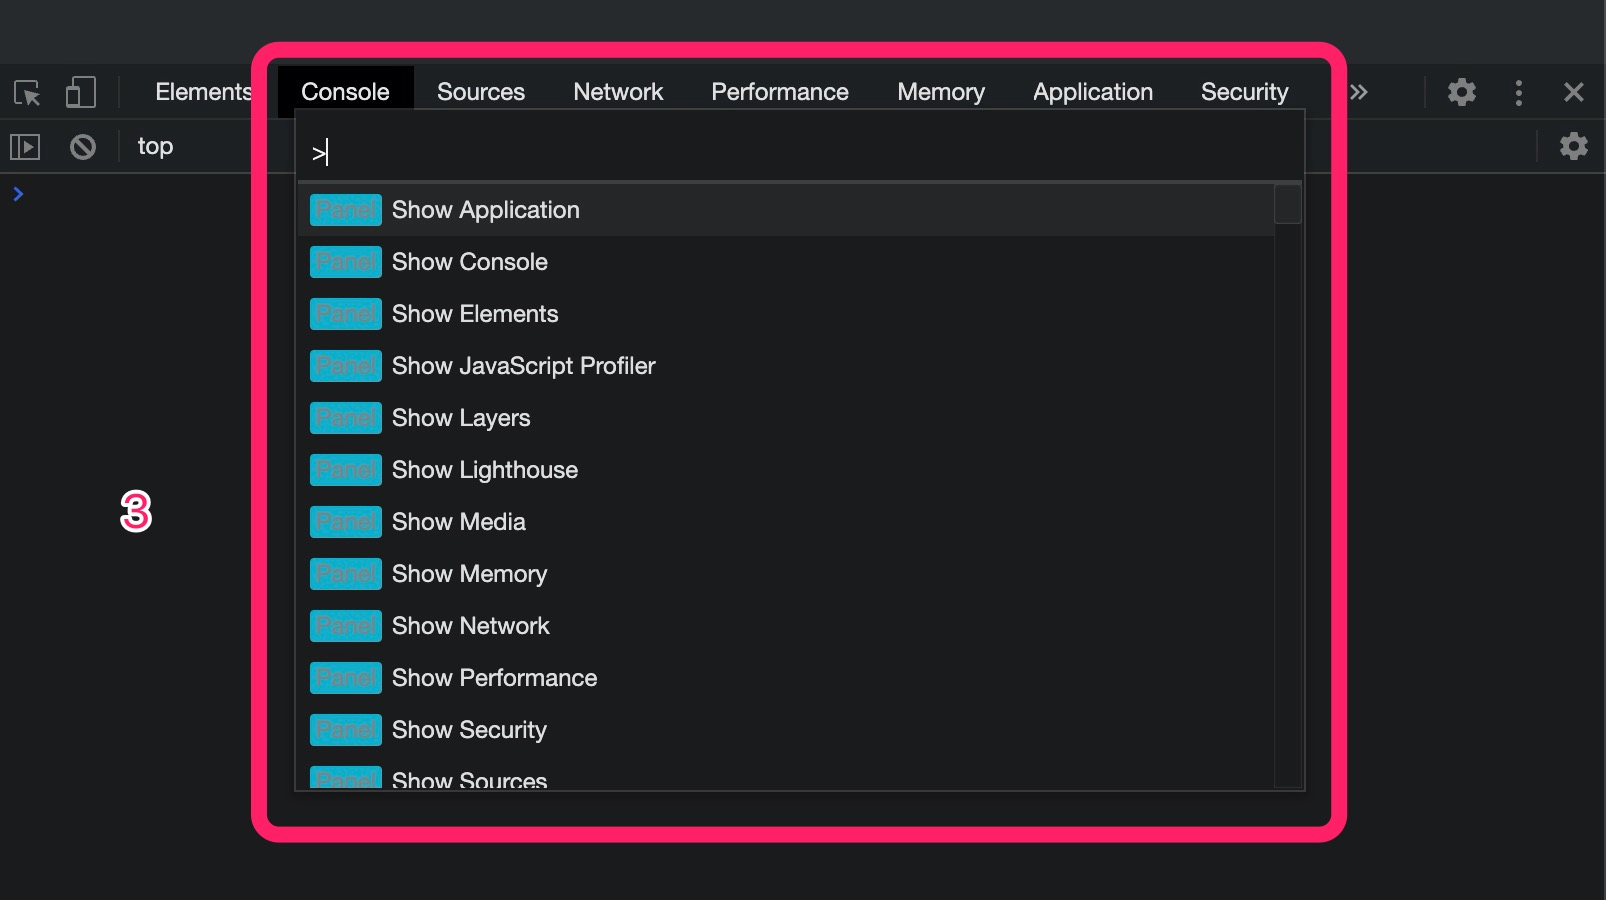 Elements Console Sources Network Performance Memory Application Security »
top
>
Panel Show Application
Panel Show Console
Panel Show Elements
Panel Show JavaScript Profiler
Panel Show Layers
Panel Show Lighthouse
3
Panel Show Media
Panel Show Memory
Panel Show Network
Panel Show Performance
Panel Show Security
Panel Show Sources